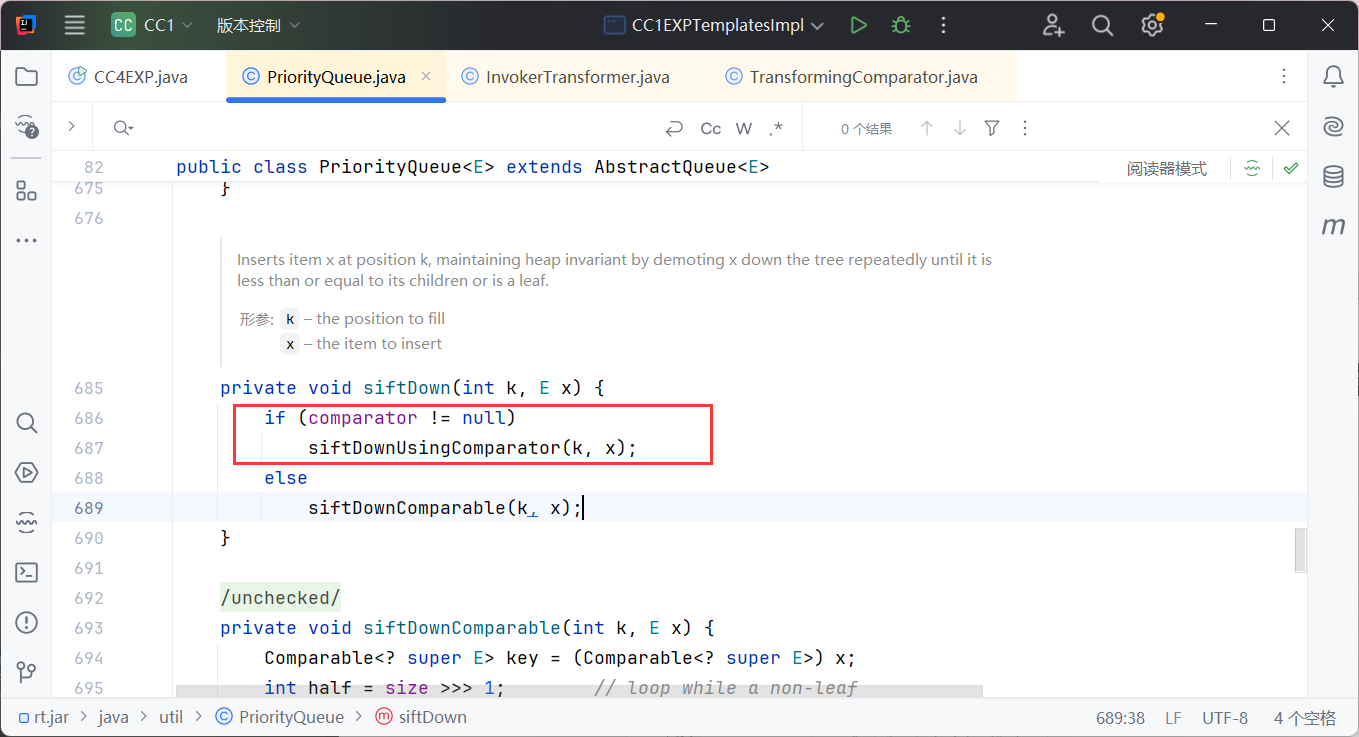 CC CC1 版本控制 CC1EXPTemplatesImpl
CC4EXP.java PriorityQueue.java InvokerTransformer.java TransformingComparator.java
Cc W .* 0 个结果
82 public class PriorityQueue<E> extends AbstractQueue<E> 阅读器模式
675 }
676
Inserts item x at position k, maintaining heap invariant by demoting x down the tree repeatedly until it is
less than or equal to its children or is a leaf.
形参: k – the position to fill
x – the item to insert
685 private void siftDown(int k, E x) {
686 if (comparator != null)
687 siftDownUsingComparator(k, x);
688 else
689 siftDownComparable(k, x);
690 }
691
692 /unchecked/
693 private void siftDownComparable(int k, E x) {
694 Comparable<? super E> key = (Comparable<? super E>) x;
695 int half = size >>> 1; // loop while a non-leaf
rt.jar > java > util > PriorityQueue > siftDown 689:38 LF UTF-8 4 个空格